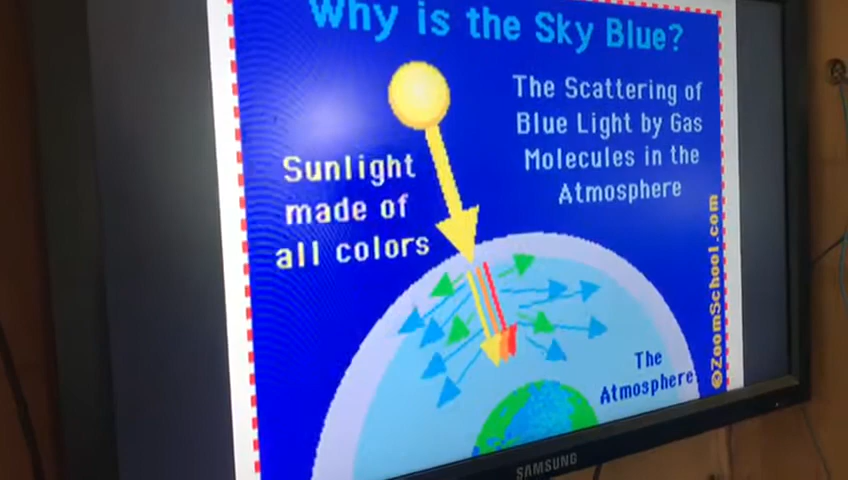 Why is the Sky Blue?
The Scattering of
Blue Light by Gas
Molecules in the
Atmosphere
Sunlight
made of
all colors
The
Atmosphere
©ZoomSchool.com
SAMSUNG